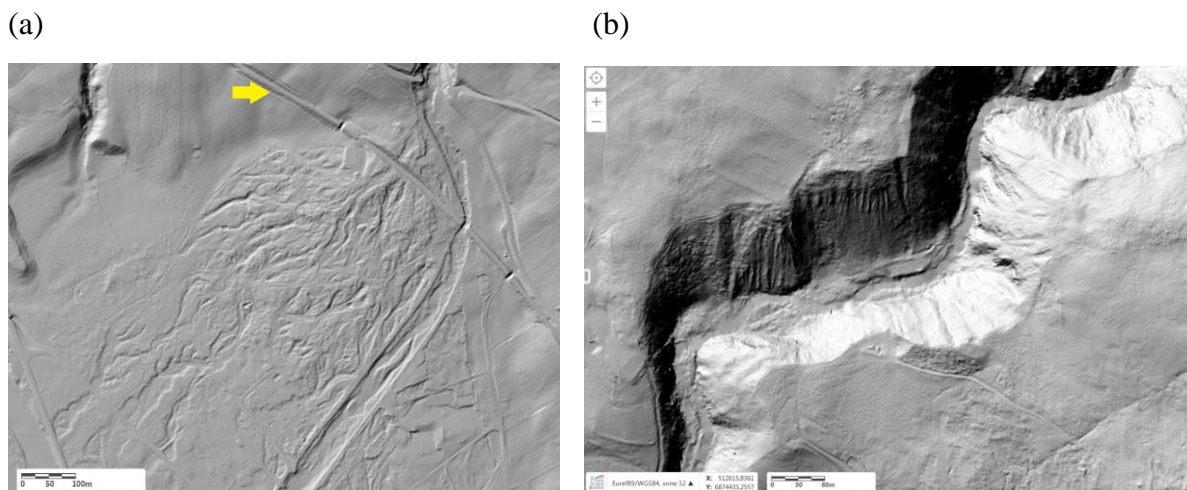 (a) (b)
+
−
0 50 100m
Euref89/WGS84, sone 32 ▲ X: 512615.8361
Y: 6874433.2557
0 30 60m